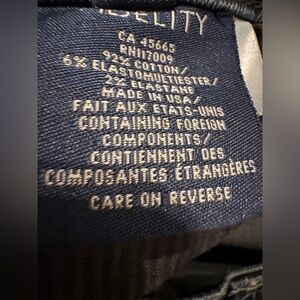 DELITY
CA 45665
RN117009
92% COTTON/
6% ELASTOMULTIESTER/
2% ELASTANE
MADE IN USA/
FAIT AUX ETATS-UNIS
CONTAINING FOREIGN
COMPONENTS/
CONTIENNENT DES
COMPOSANTES ÉTRANGÈRES
CARE ON REVERSE